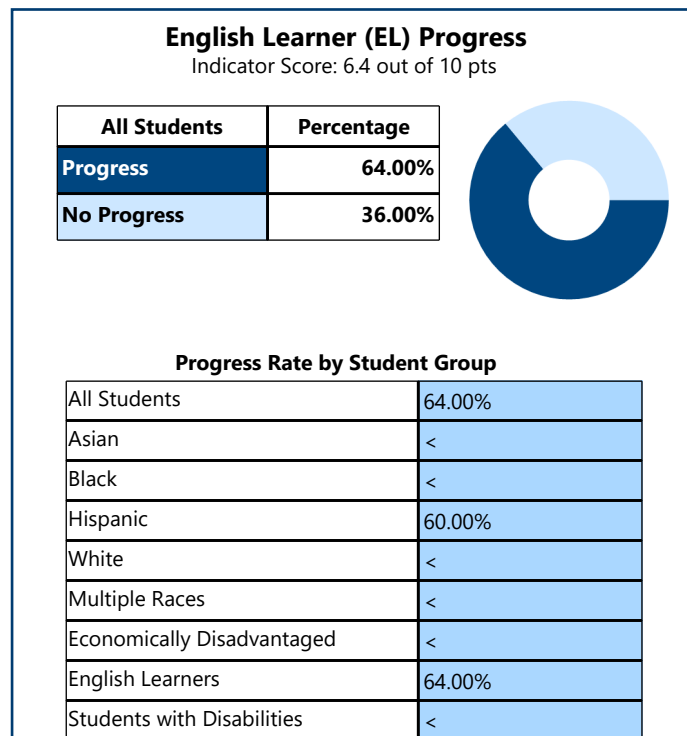 English Learner (EL) Progress
Indicator Score: 6.4 out of 10 pts
All Students Percentage
Progress 64.00%
No Progress 36.00%
Progress Rate by Student Group
All Students 64.00%
Asian <
Black <
Hispanic 60.00%
White <
Multiple Races <
Economically Disadvantaged <
English Learners 64.00%
Students with Disabilities <